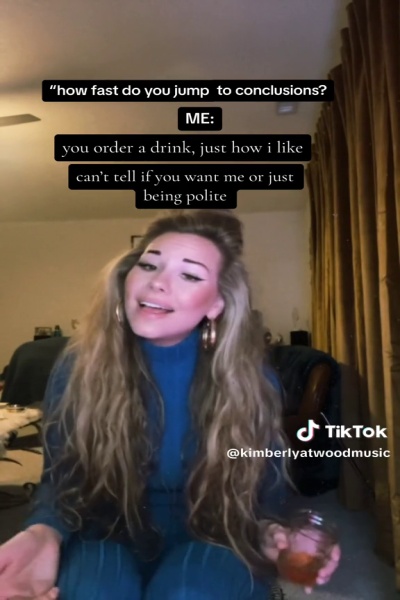 “how fast do you jump to conclusions?
ME:
you order a drink, just how i like
can’t tell if you want me or just
being polite
TikTok
@kimberlyatwoodmusic